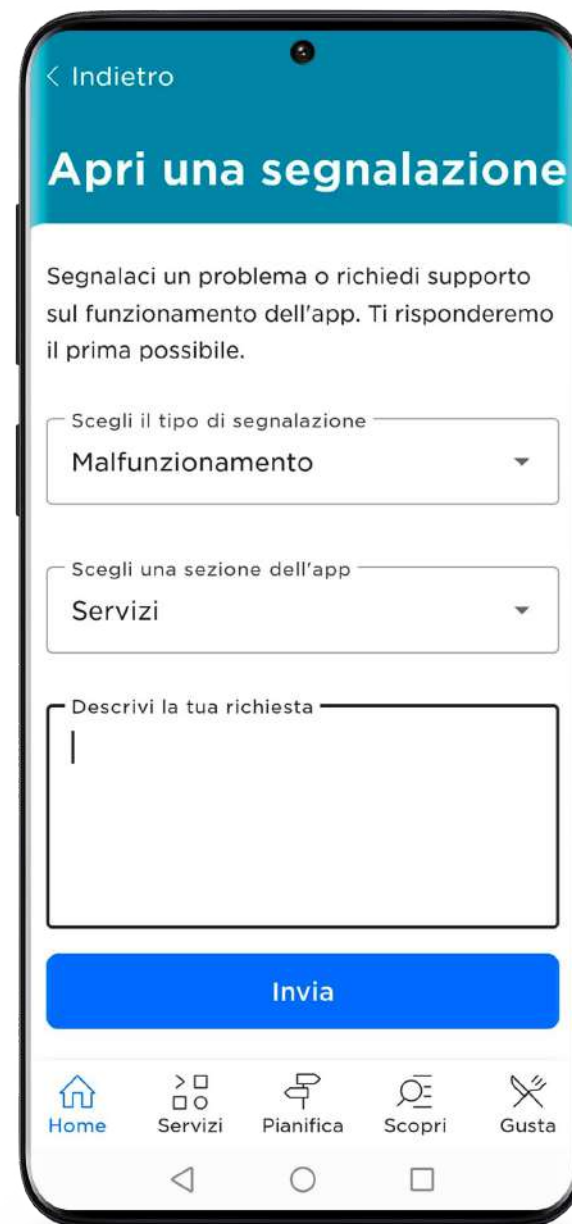 Indietro
Apri una segnalazione
Segnalaci un problema o richiedi supporto
sul funzionamento dell'app. Ti risponderemo
il prima possibile.
Scegli il tipo di segnalazione
Malfunzionamento
Scegli una sezione dell'app
Servizi
Descrivi la tua richiesta
Invia
Home Servizi Pianifica Scopri Gusta